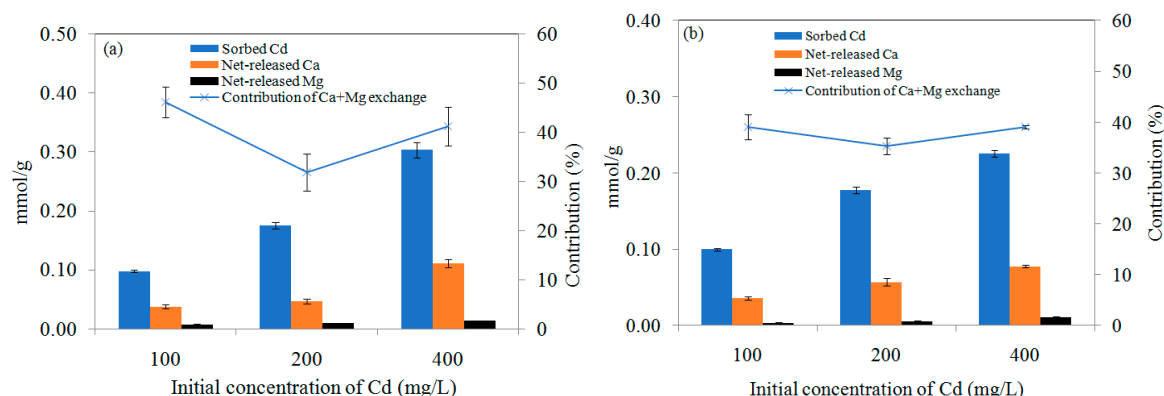 (a)
Sorbed Cd
Net-released Ca
Net-released Mg
Contribution of Ca+Mg exchange
0.50
0.40
0.30
0.20
0.10
0.00
mmol/g
60
50
40
30
20
10
0
Contribution (%)
100 200 400
Initial concentration of Cd (mg/L)
(b)
Sorbed Cd
Net-released Ca
Net-released Mg
Contribution of Ca+Mg exchange
0.40
0.30
0.20
0.10
0.00
mmol/g
60
50
40
30
20
10
0
Contribution (%)
100 200 400
Initial concentration of Cd (mg/L)